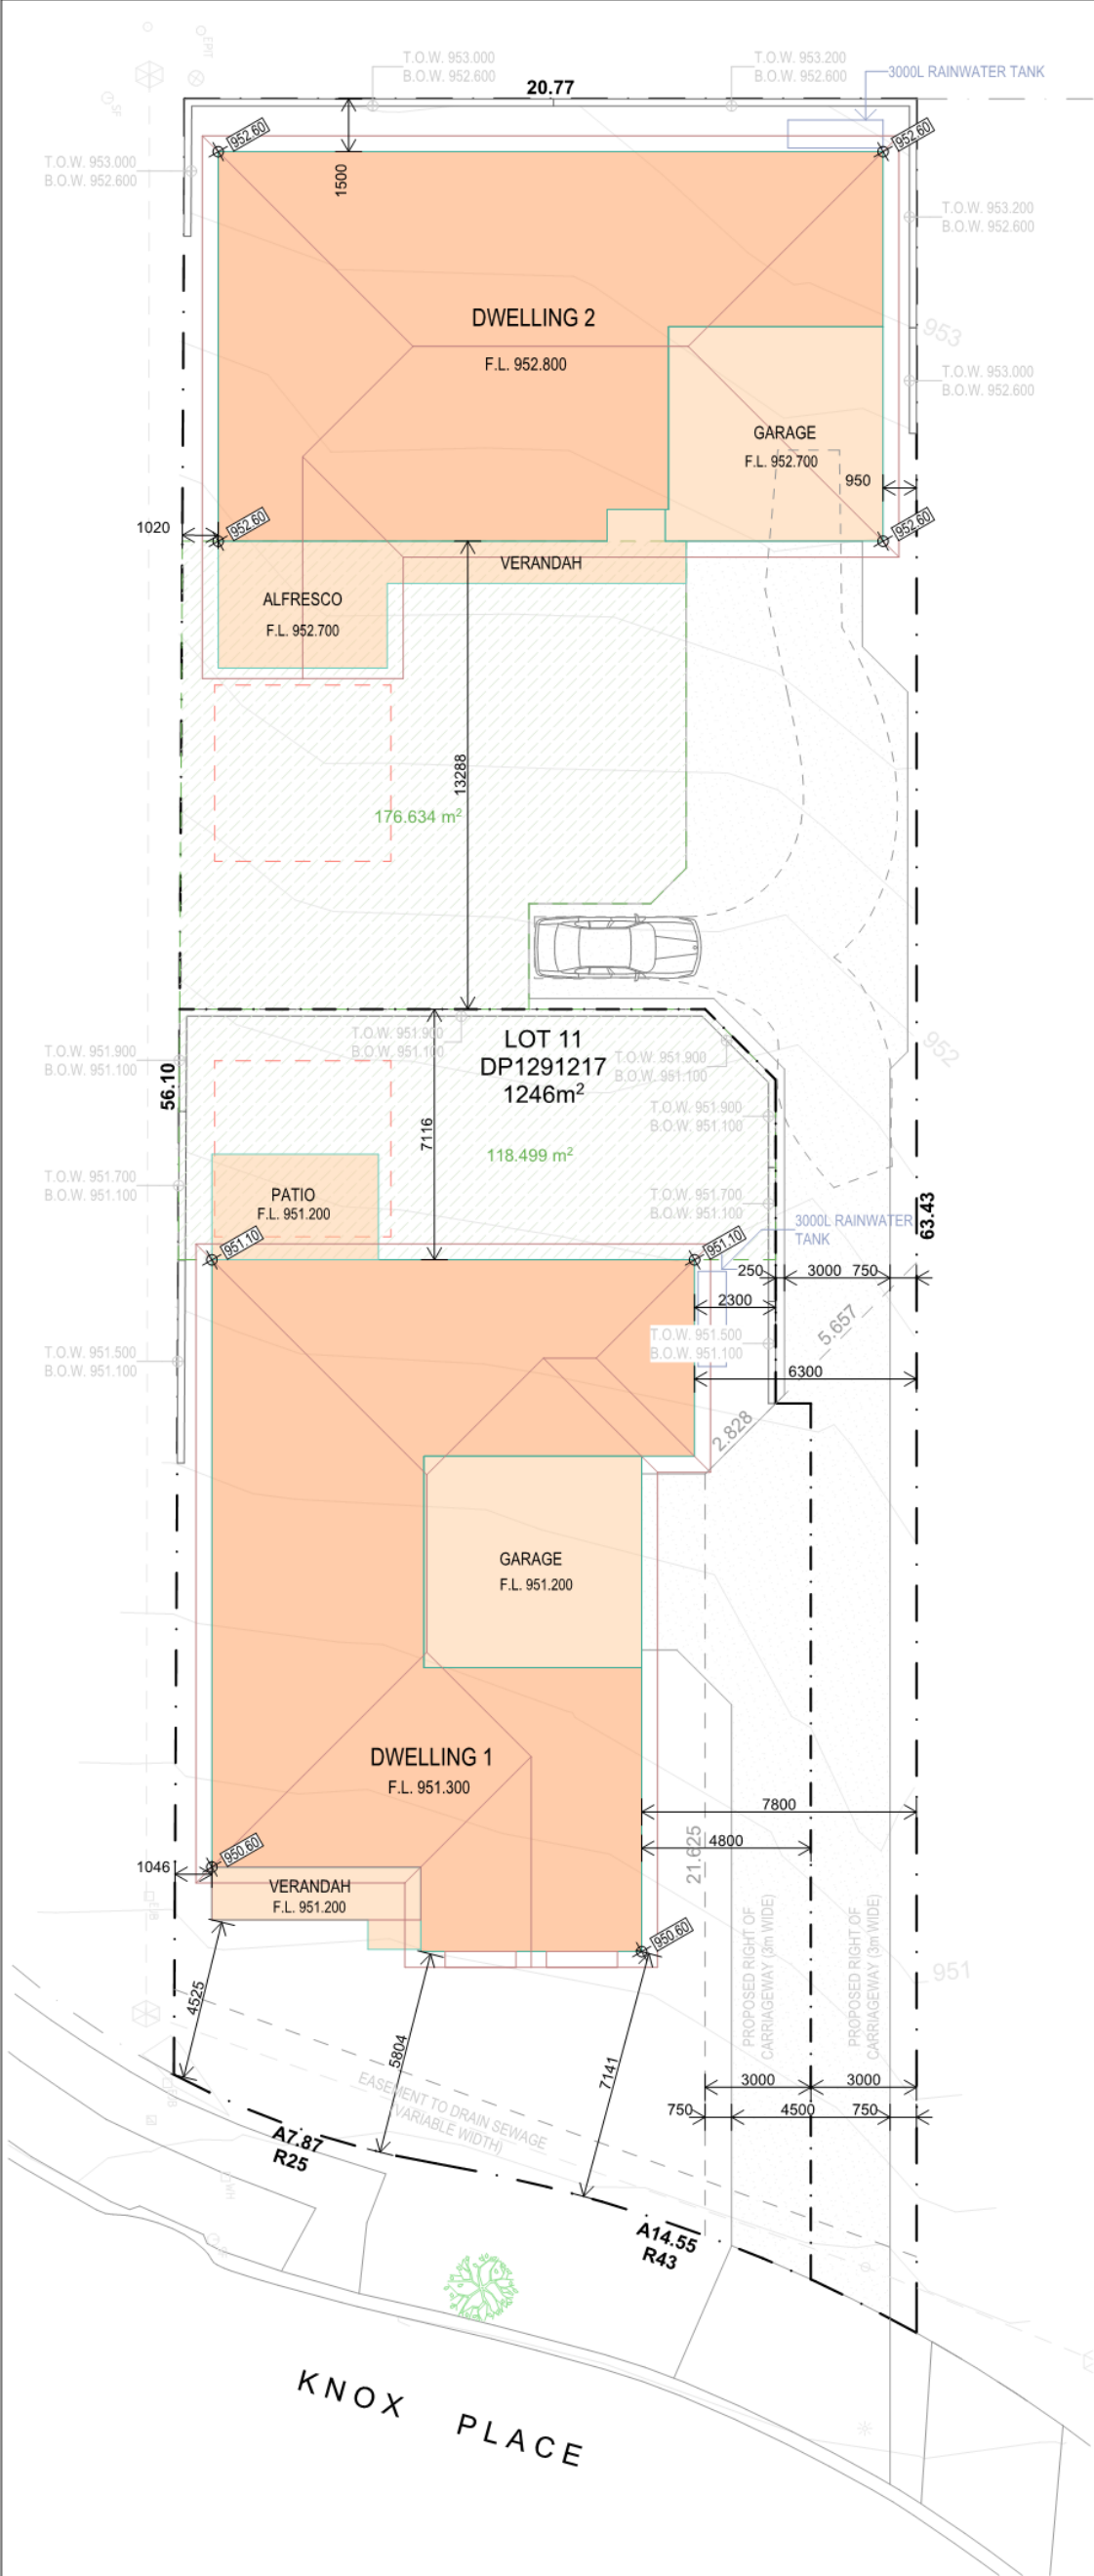 EPIT
SF
T.O.W. 953.000
B.O.W. 952.600
T.O.W. 953.200
B.O.W. 952.600
3000L RAINWATER TANK
20.77
952.60
952.60
T.O.W. 953.000
B.O.W. 952.600
1500
T.O.W. 953.200
B.O.W. 952.600
DWELLING 2
F.L. 952.800
953
T.O.W. 953.000
B.O.W. 952.600
GARAGE
F.L. 952.700
950
1020
952.60
952.60
VERANDAH
ALFRESCO
F.L. 952.700
13288
176.634 m²
T.O.W. 951.900
B.O.W. 951.100
LOT 11
DP1291217
1246m²
T.O.W. 951.900
B.O.W. 951.100
952
T.O.W. 951.900
B.O.W. 951.100
56.10
T.O.W. 951.900
B.O.W. 951.100
7116
118.499 m²
T.O.W. 951.700
B.O.W. 951.100
PATIO
F.L. 951.200
T.O.W. 951.700
B.O.W. 951.100
63.43
3000L RAINWATER
TANK
951.10
951.10
250
3000
750
2300
5.657
T.O.W. 951.500
B.O.W. 951.100
T.O.W. 951.500
B.O.W. 951.100
6300
2.828
GARAGE
F.L. 951.200
DWELLING 1
F.L. 951.300
7800
4800
21.625
950.60
1046
VERANDAH
F.L. 951.200
950.60
PROPOSED RIGHT OF
CARRIAGEWAY (3m WIDE)
PROPOSED RIGHT OF
CARRIAGEWAY (3m WIDE)
951
4525
5804
7141
EASEMENT TO DRAIN SEWAGE
(VARIABLE WIDTH)
3000
3000
750
4500
750
A7.87
R25
WH
A14.55
R43
KNOX PLACE